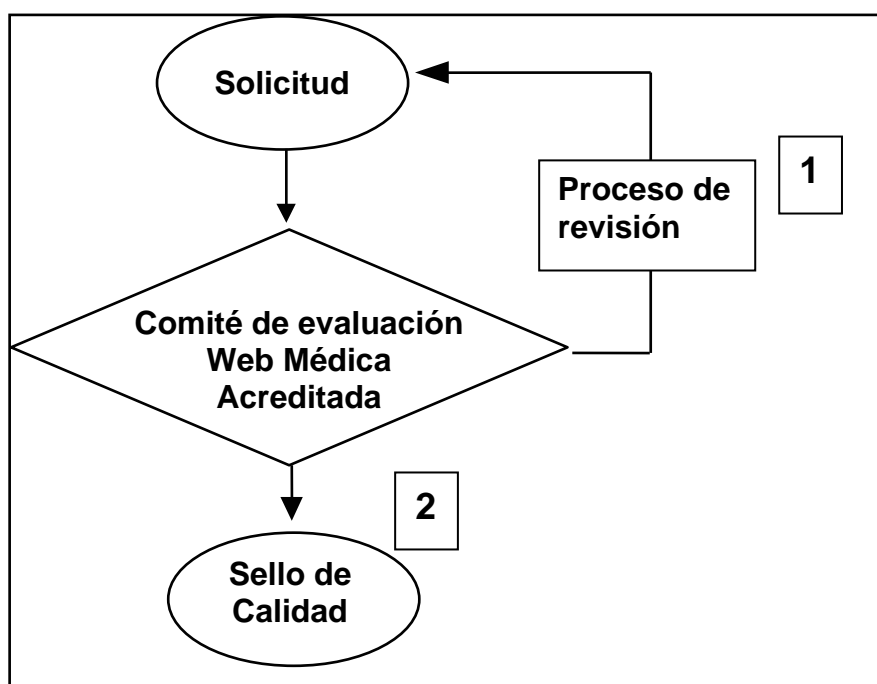 Solicitud
1
Proceso de
revisión
Comité de evaluación
Web Médica
Acreditada
2
Sello de
Calidad